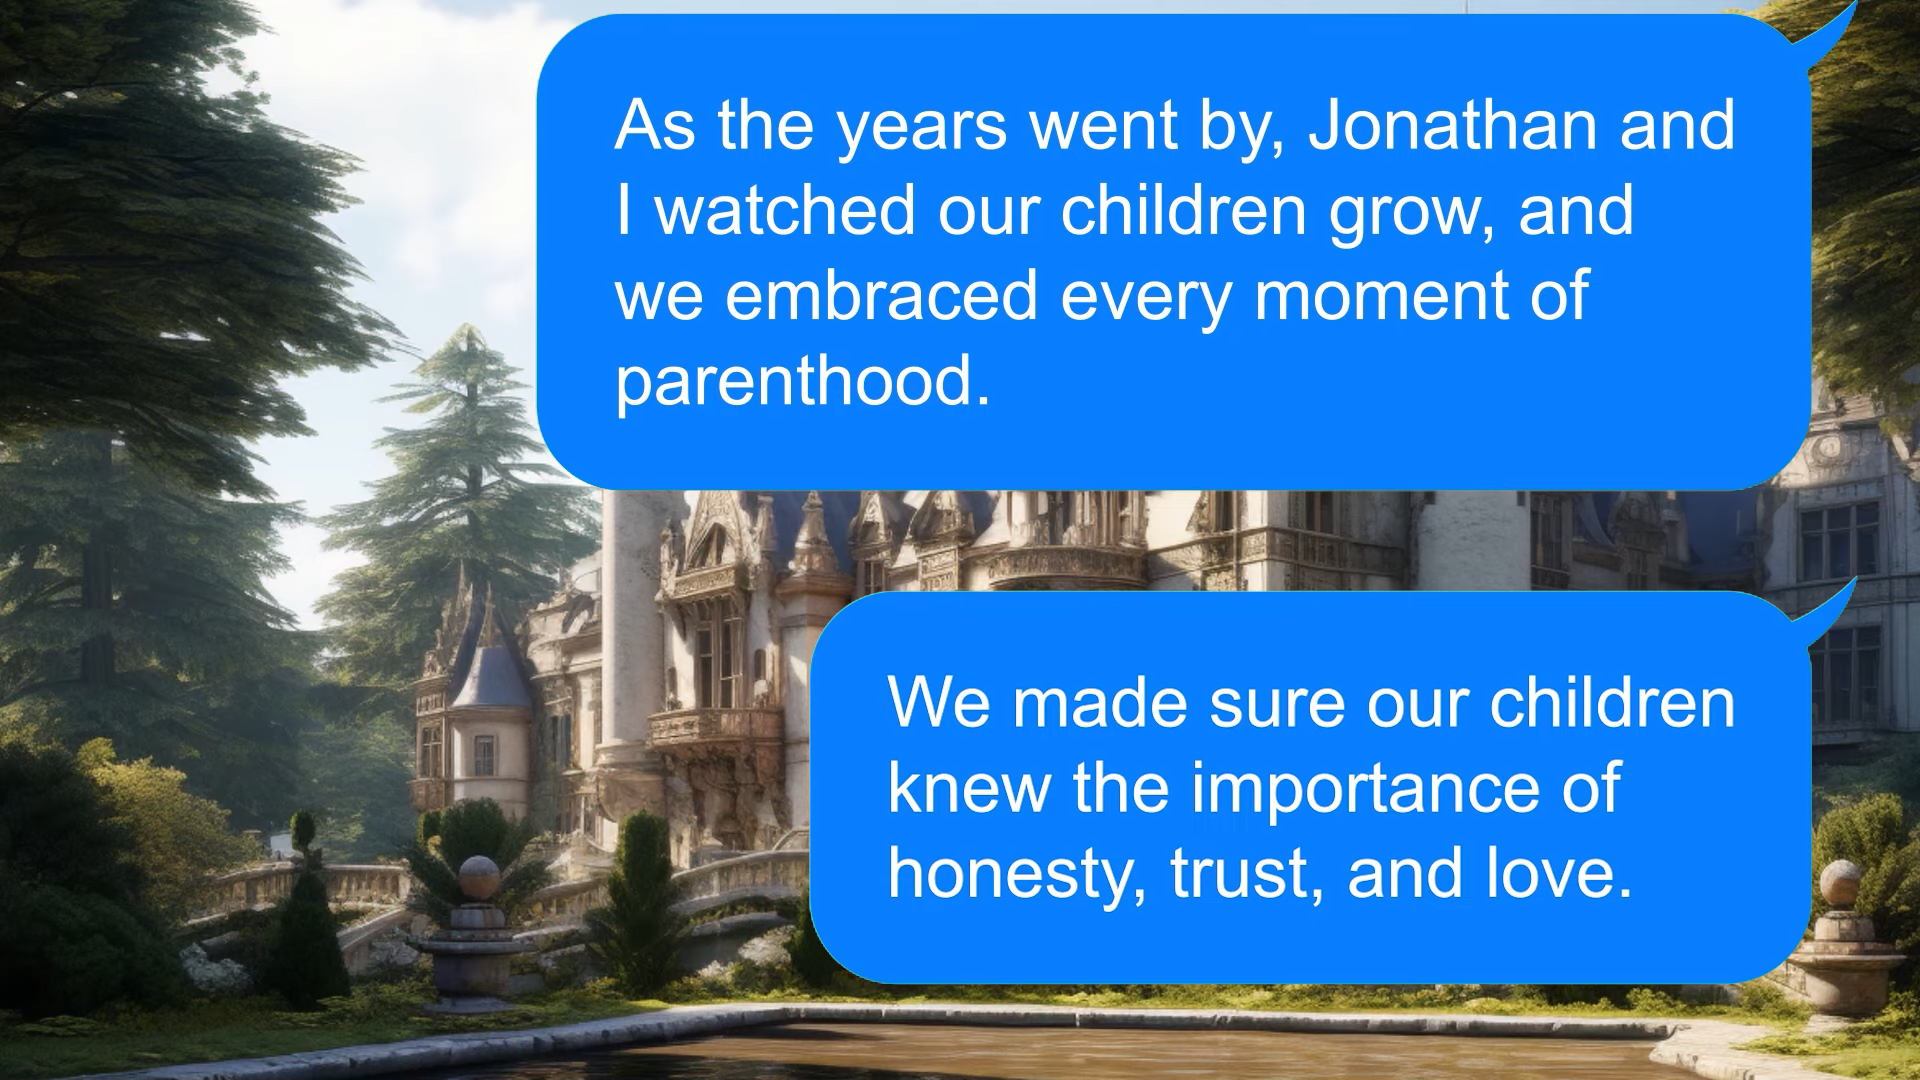 As the years went by, Jonathan and
I watched our children grow, and
we embraced every moment of
parenthood.
We made sure our children
knew the importance of
honesty, trust, and love.